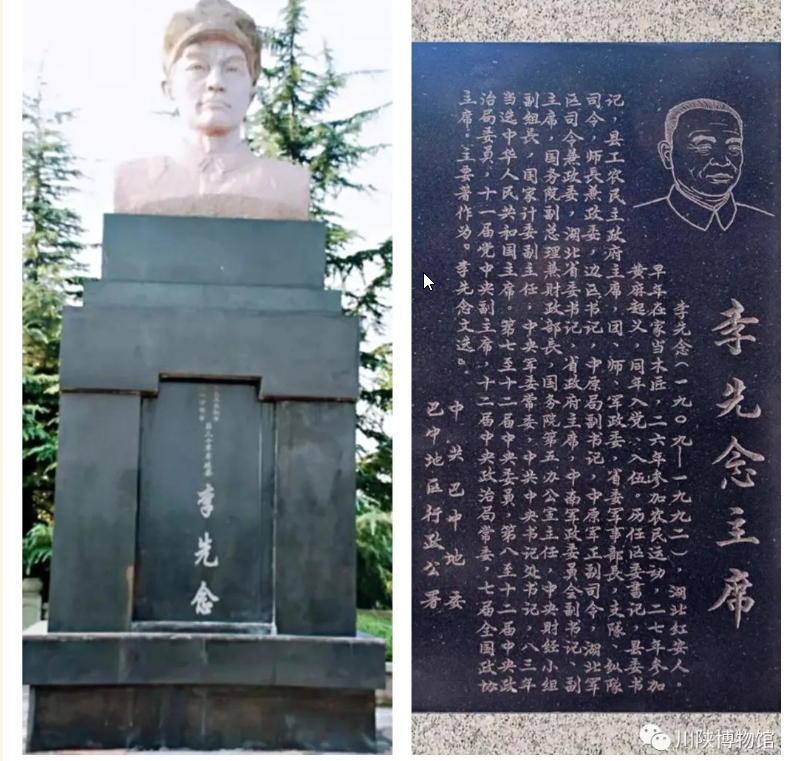 李先念
李先念主席
李先念(一九〇九—一九九二),湖北红安人。
早年在家当木匠,二六年参加农民运动,二七年参加
黄麻起义,同年入党、入伍。历任区委書记,县委书
记,县工农民主政府主席,团、师、军政委,省委军事部長,支队、纵队
司令,师長兼政委,边区书记,中原局副书记,中原军正副司令,湖北军
区司令兼政委,湖北省委书记,省政府主席,中南军政委员会副书记、副
主席,国务院副总理兼财政部長,国务院第五办公室主任,中央财经小组
副组長,国家计委副主任,中央军委常委,中共中央书记处书记,八三年
当选中华人民共和国主席。第七至十二届中央委员,第八至十二届中央政
治局委员,十一届党中央副主席,十二届中央政治局常委,七届全国政协
主席。主要著作为《李先念文选》。
中共巴中地委
巴中地区行政公署
川陕博物馆